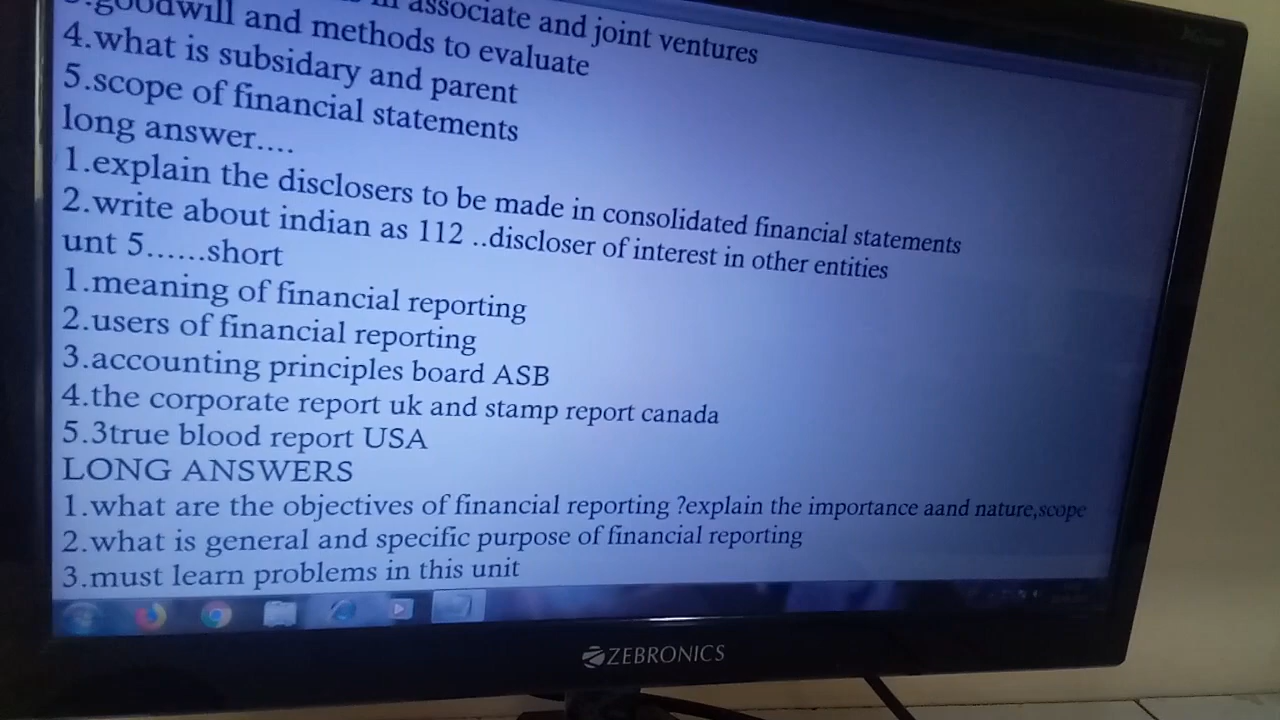 goodwill and methods to evaluate
in associate and joint ventures
4.what is subsidary and parent
5.scope of financial statements
long answer....
1.explain the disclosers to be made in consolidated financial statements
2.write about indian as 112 ..discloser of interest in other entities
unt 5......short
1.meaning of financial reporting
2.users of financial reporting
3.accounting principles board ASB
4.the corporate report uk and stamp report canada
5.3true blood report USA
LONG ANSWERS
1.what are the objectives of financial reporting ?explain the importance aand nature,scope
2.what is general and specific purpose of financial reporting
3.must learn problems in this unit
ZEBRONICS